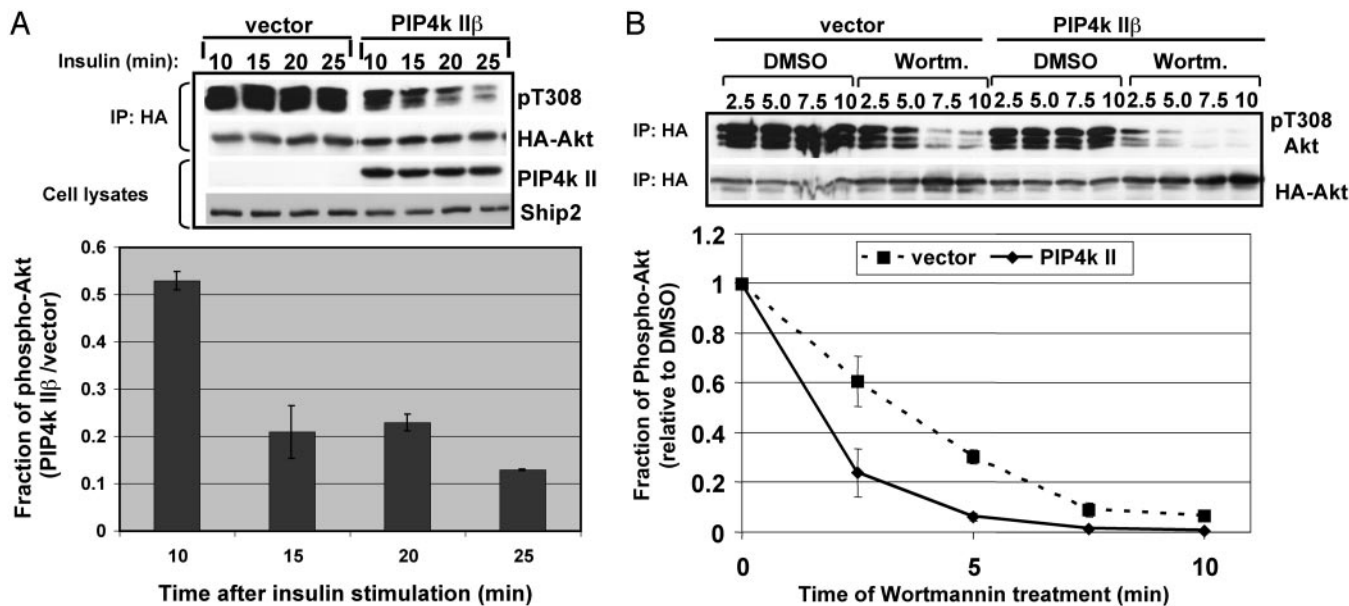 A
vector PIP4k IIβ
Insulin (min): 10 15 20 25 10 15 20 25
IP: HA
pT308
HA-Akt
Cell lysates
PIP4k II
Ship2
Fraction of phospho-Akt
(PIP4k IIβ /vector)
0.6
0.5
0.4
0.3
0.2
0.1
0
10 15 20 25
Time after insulin stimulation (min)
B
vector PIP4k IIβ
DMSO Wortm. DMSO Wortm.
2.5 5.0 7.5 10 2.5 5.0 7.5 10 2.5 5.0 7.5 10 2.5 5.0 7.5 10
IP: HA
pT308
Akt
IP: HA
HA-Akt
Fraction of Phospho-Akt
(relative to DMSO)
1.2
1
0.8
0.6
0.4
0.2
0
vector PIP4k II
0 5 10
Time of Wortmannin treatment (min)